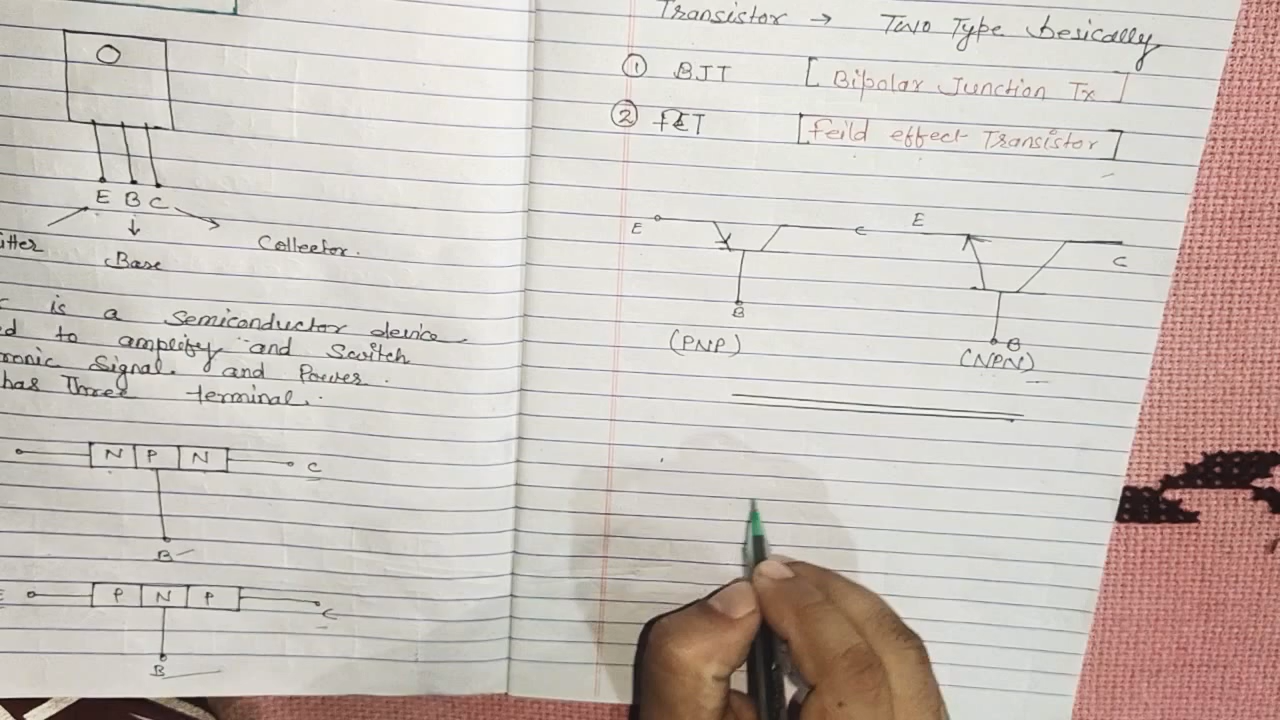 E B C
Collector.
Base
is a semiconductor device
to amplify and switch
signal. and Power.
has Three terminal.
N P N
C
B
P N P
C
B
Transistor → Two Type besically
① BJT [Bipolar Junction Tx]
② FET [Feild effect Transistor]
E C
B
(PNP)
E C
B
(NPN)